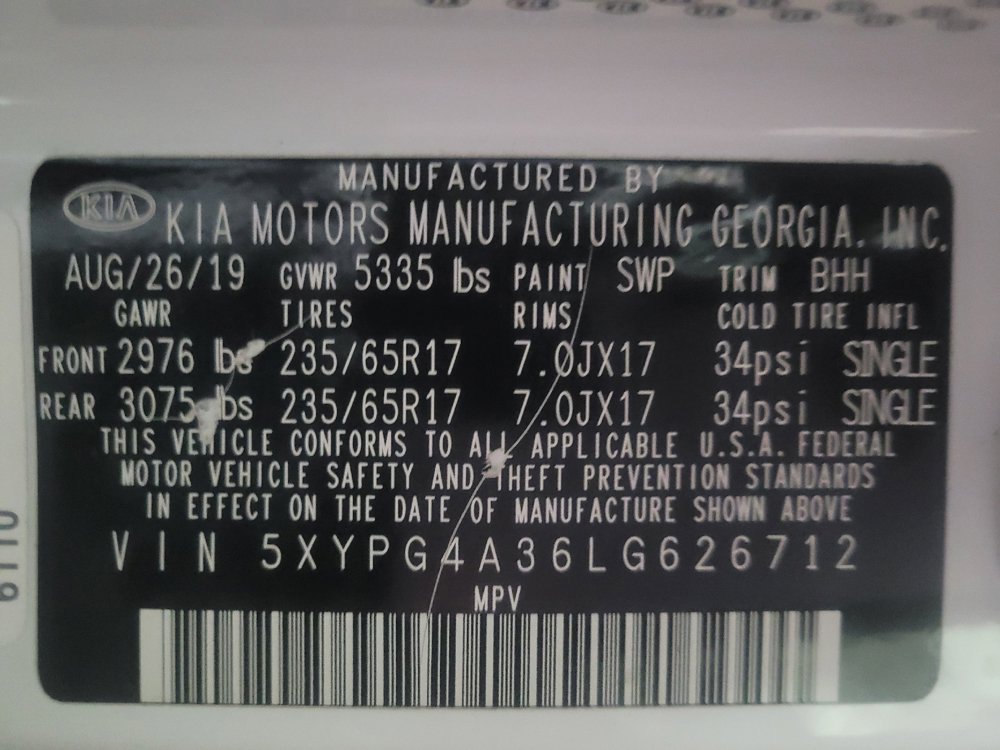 MANUFACTURED BY
KIA KIA MOTORS MANUFACTURING GEORGIA, INC.
AUG/26/19 GVWR 5335 lbs PAINT SWP TRIM BHH
GAWR TIRES RIMS COLD TIRE INFL
FRONT 2976 lbs 235/65R17 7.0JX17 34psi SINGLE
REAR 3075 lbs 235/65R17 7.0JX17 34psi SINGLE
THIS VEHICLE CONFORMS TO ALL APPLICABLE U.S.A. FEDERAL
MOTOR VEHICLE SAFETY AND THEFT PREVENTION STANDARDS
IN EFFECT ON THE DATE OF MANUFACTURE SHOWN ABOVE
VIN 5XYPG4A36LG626712
MPV